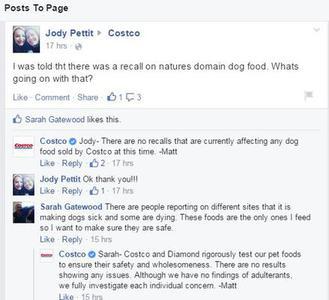 Posts To Page
Jody Pettit ▸ Costco
17 hrs ·
I was told tht there was a recall on natures domain dog food. Whats
going on with that?
Like · Comment · Share · 1 3
Sarah Gatewood likes this.
Costco Jody- There are no recalls that are currently affecting any dog
food sold by Costco at this time. -Matt
Like · Reply · 2 · 17 hrs
Jody Pettit Ok thank you!!!
Like · Reply · 1 · 17 hrs
Sarah Gatewood There are people reporting on different sites that it is
making dogs sick and some are dying. These foods are the only ones I feed
so I want to make sure they are safe.
Like · Reply · 15 hrs
Costco Sarah- Costco and Diamond rigorously test our pet foods
to ensure their safety and wholesomeness. There are no results
showing any issues. Although we have no findings of adulterants,
we fully investigate each individual concern. -Matt
Like · 15 hrs